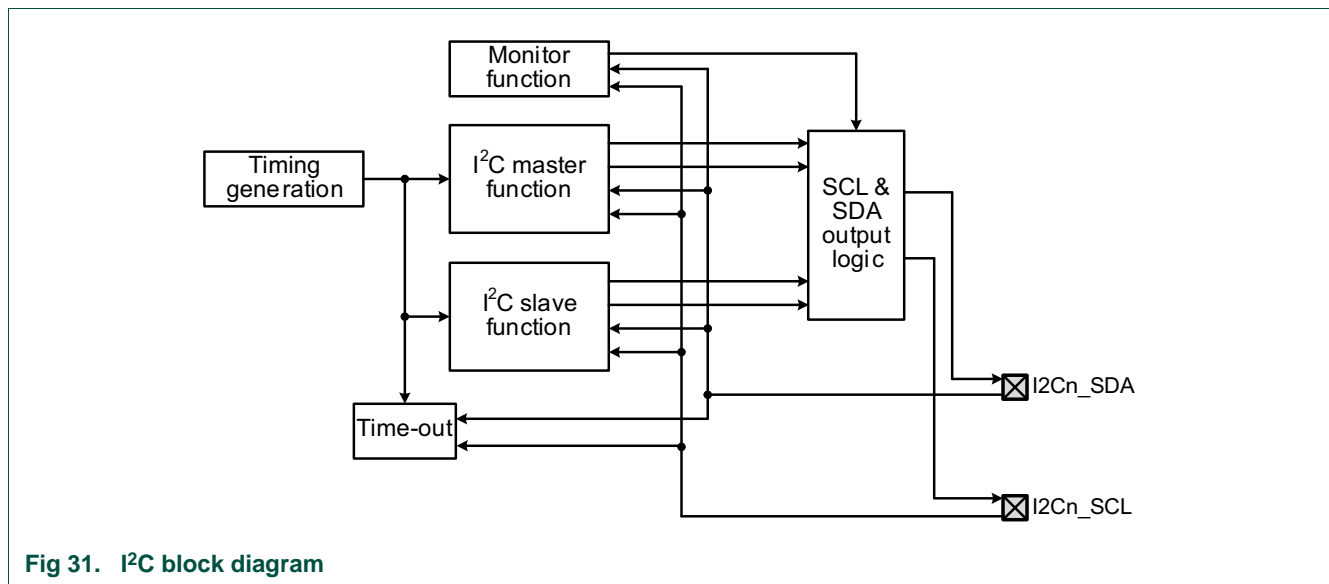 Monitor
function
Timing
generation
I²C master
function
SCL &
SDA
output
logic
I²C slave
function
Time-out
I2Cn_SDA
I2Cn_SCL
Fig 31. I²C block diagram